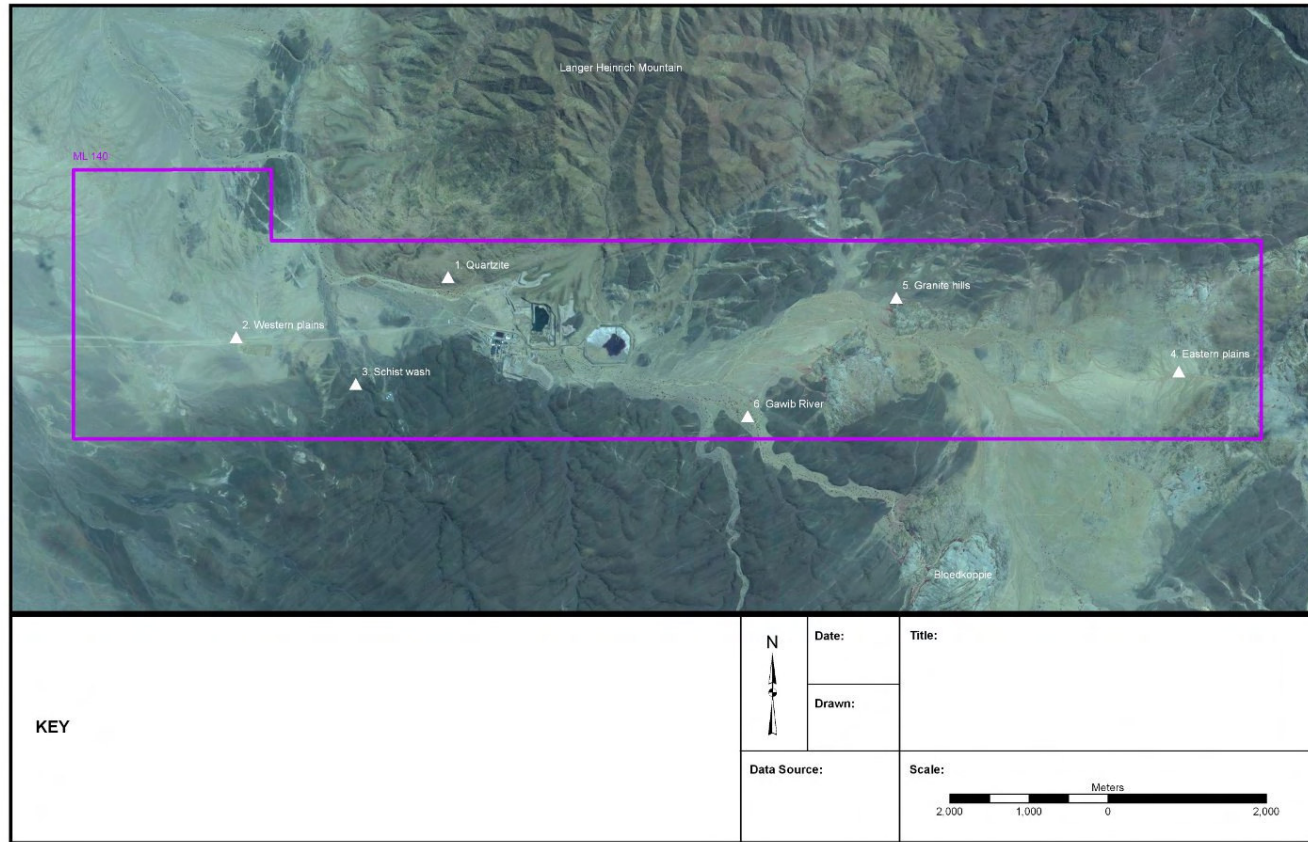 Langer Heinrich Mountain
ML 140
1. Quartzite
5. Granite hills
2. Western plains
4. Eastern plains
3. Schist wash
6. Gawib River
Bloedkoppie
KEY
N
Date:
Drawn:
Data Source:
Title:
Scale:
Meters
2,000 1,000 0 2,000